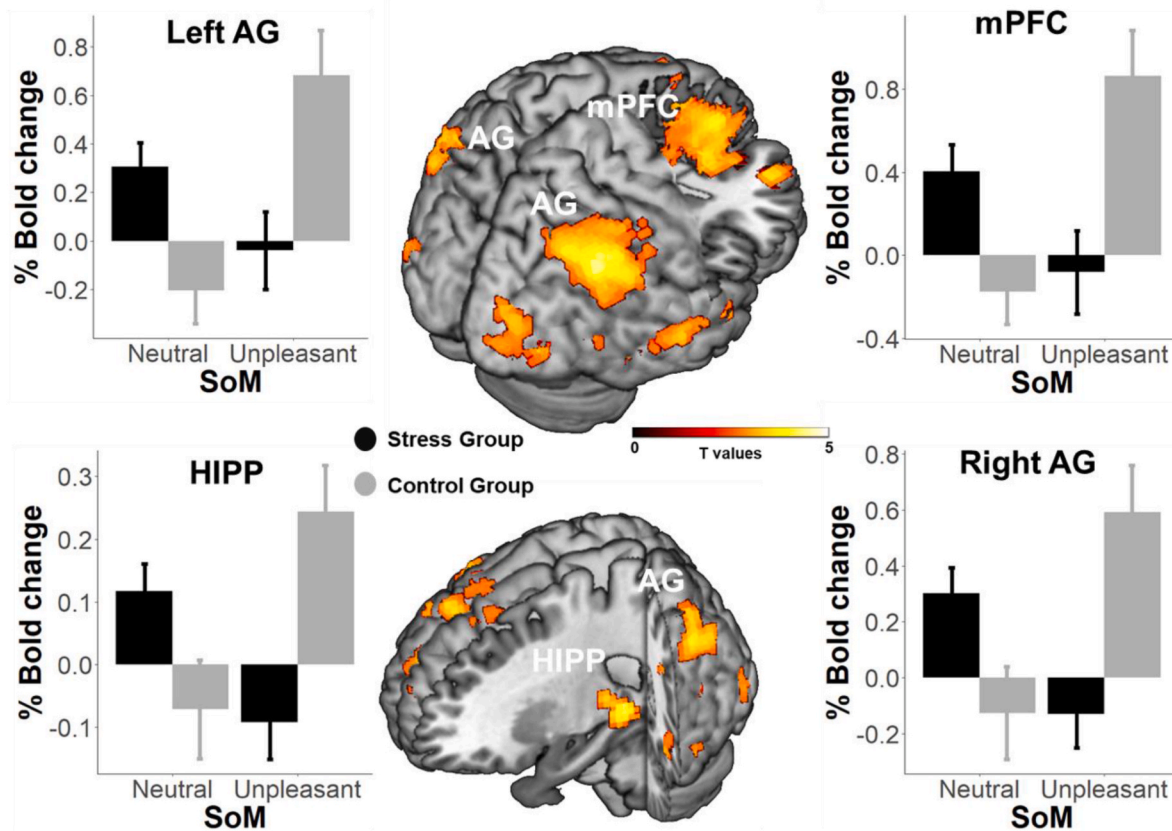 Left AG
% Bold change
0.8
0.6
0.4
0.2
0.0
-0.2
Neutral Unpleasant
SoM
mPFC
AG
AG
mPFC
% Bold change
0.8
0.4
0.0
-0.4
Neutral Unpleasant
SoM
Stress Group
Control Group
0 5
T values
HIPP
% Bold change
0.3
0.2
0.1
0.0
-0.1
Neutral Unpleasant
SoM
AG
HIPP
Right AG
% Bold change
0.8
0.6
0.4
0.2
0.0
-0.2
Neutral Unpleasant
SoM